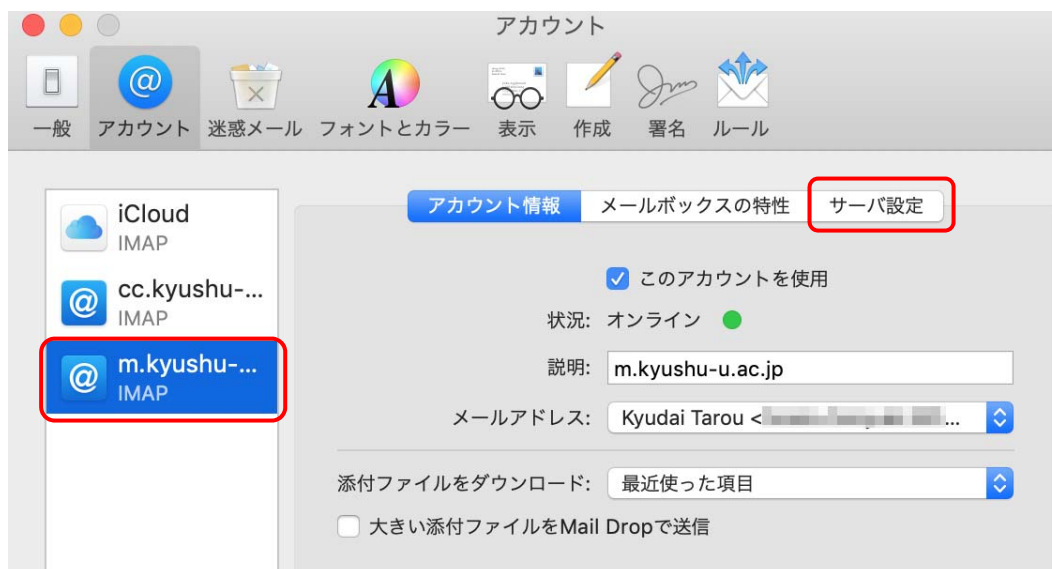 アカウント
一般 アカウント 迷惑メール フォントとカラー 表示 作成 署名 ルール
iCloud
IMAP
cc.kyushu-...
IMAP
m.kyushu-...
IMAP
アカウント情報 メールボックスの特性 サーバ設定
このアカウントを使用
状況: オンライン
説明: m.kyushu-u.ac.jp
メールアドレス: Kyudai Tarou < ...
添付ファイルをダウンロード: 最近使った項目
大きい添付ファイルをMail Dropで送信